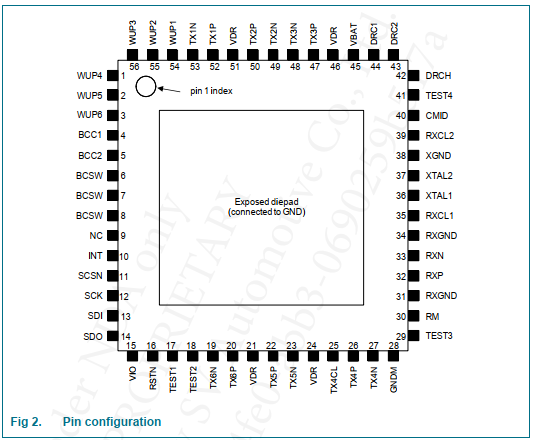 WUP3 WUP2 WUP1 TX1N TX1P VDR TX2P TX2N TX3N TX3P VDR VBAT DRC1 DRC2
56 55 54 53 52 51 50 49 48 47 46 45 44 43
WUP4 1
WUP5 2
WUP6 3
BCC1 4
BCC2 5
BCSW 6
BCSW 7
BCSW 8
NC 9
INT 10
SCSN 11
SCK 12
SDI 13
SDO 14
pin 1 index
Exposed diepad
(connected to GND)
42 DRCH
41 TEST4
40 CMID
39 RXCL2
38 XGND
37 XTAL2
36 XTAL1
35 RXCL1
34 RXGND
33 RXN
32 RXP
31 RXGND
30 RM
29 TEST3
15 16 17 18 19 20 21 22 23 24 25 26 27 28
VIO RSTN TEST1 TEST2 TX6N TX6P VDR TX5P TX5N VDR TX4CL TX4P TX4N GNDM
Fig 2. Pin configuration